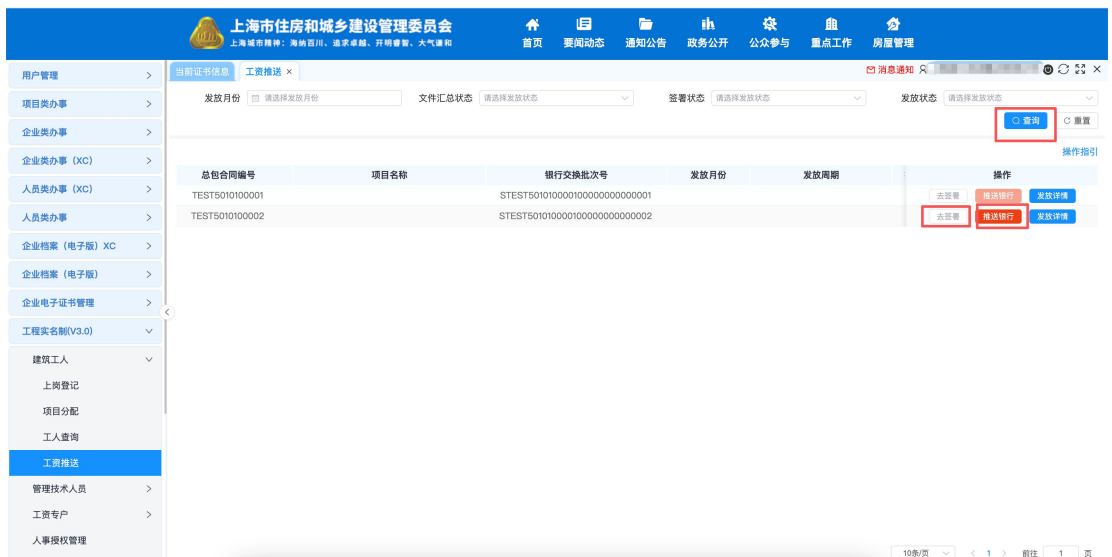 上海市住房和城乡建设管理委员会
上海城市精神：海纳百川、追求卓越、开明睿智、大气谦和
首页 要闻动态 通知公告 政务公开 公众参与 重点工作 房屋管理
用户管理
项目类办事
企业类办事
企业类办事（XC）
人员类办事（XC）
人员类办事
企业档案（电子版）XC
企业档案（电子版）
企业电子证书管理
工程实名制(V3.0)
建筑工人
上岗登记
项目分配
工人查询
工资推送
管理技术人员
工资专户
人事授权管理
当前证书信息 工资推送 × 消息通知
发放月份 请选择发放月份 文件汇总状态 请选择发放状态 签署状态 请选择发放状态 发放状态 请选择发放状态
查询 重置
操作指引
总包合同编号 项目名称 银行交换批次号 发放月份 发放周期 操作
TEST5010100001 STEST50101000010000000000001 去签署 推送银行 发放详情
TEST5010100002 STEST50101000010000000000002 去签署 推送银行 发放详情
10条/页 < 1 > 前往 1 页